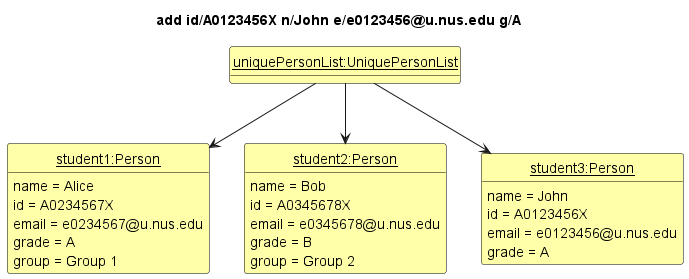 add id/A0123456X n/John e/e0123456@u.nus.edu g/A
uniquePersonList:UniquePersonList
student1:Person
name = Alice
id = A0234567X
email = e0234567@u.nus.edu
grade = A
group = Group 1
student2:Person
name = Bob
id = A0345678X
email = e0345678@u.nus.edu
grade = B
group = Group 2
student3:Person
name = John
id = A0123456X
email = e0123456@u.nus.edu
grade = A